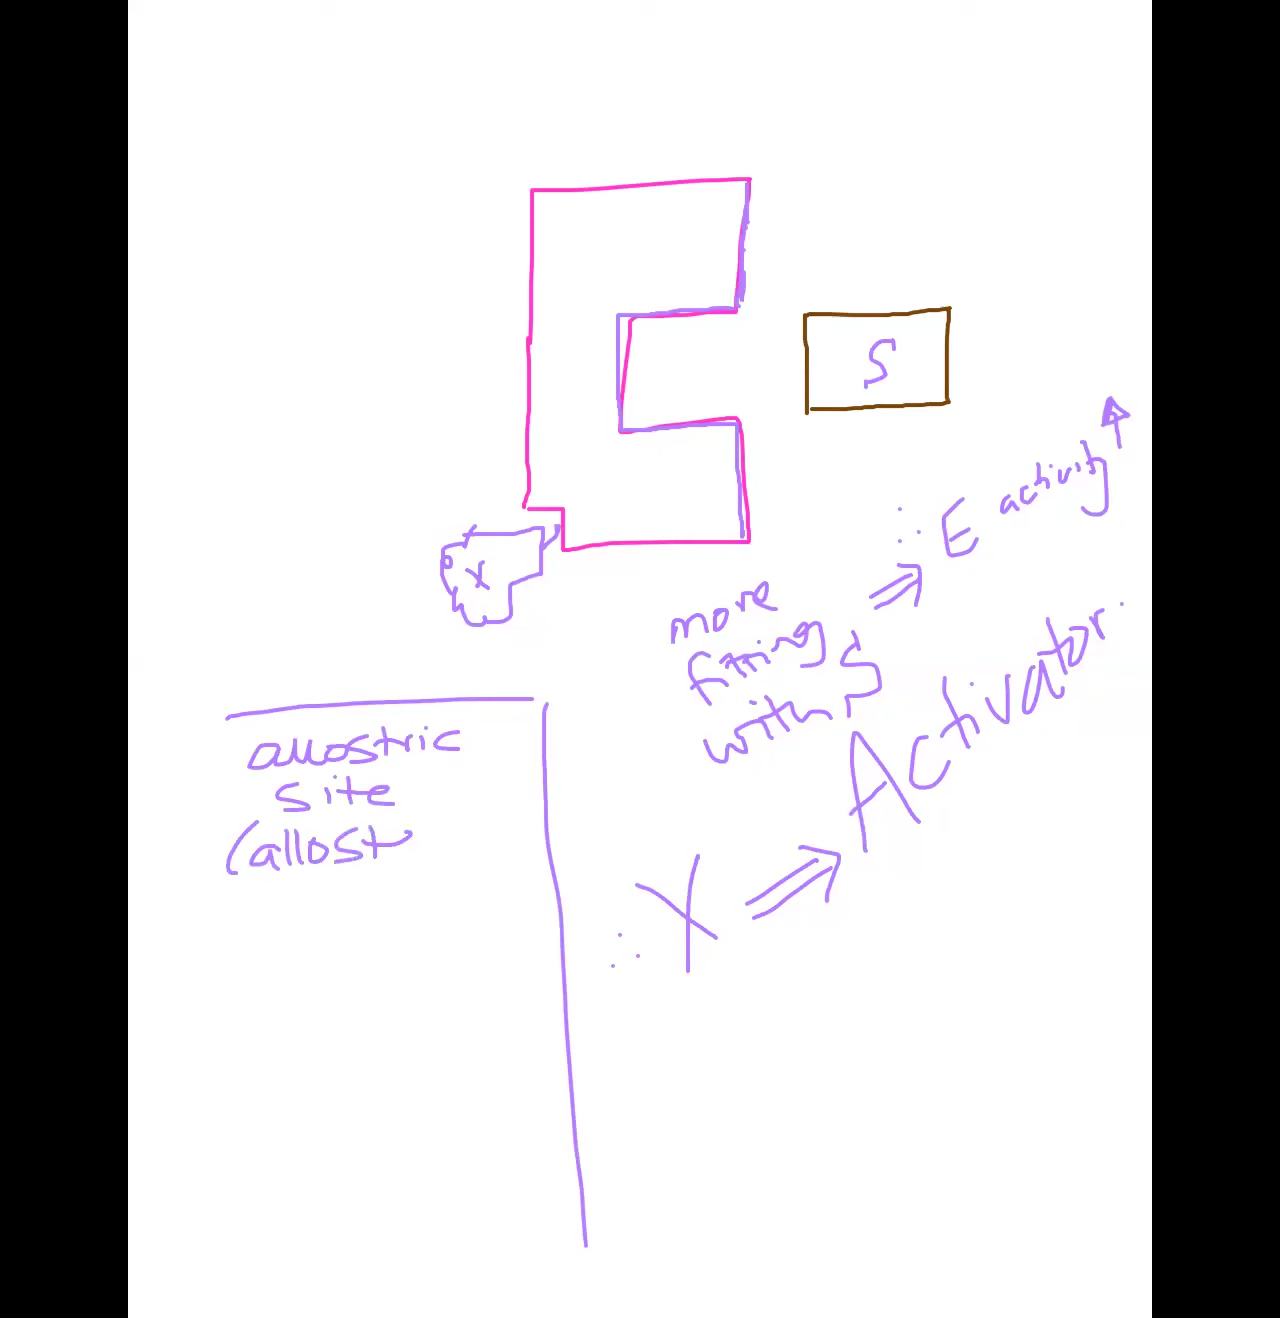 S
∴ E activity ↑
X
more
fitting ⇒
with S
allostric
site
(allost
∴ X ⇒ Activator.